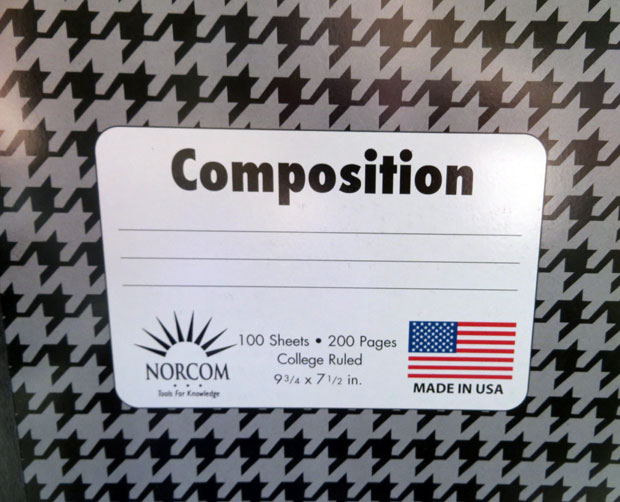 Composition
100 Sheets • 200 Pages
College Ruled
9 3/4 x 7 1/2 in.
NORCOM
Tools For Knowledge
MADE IN USA